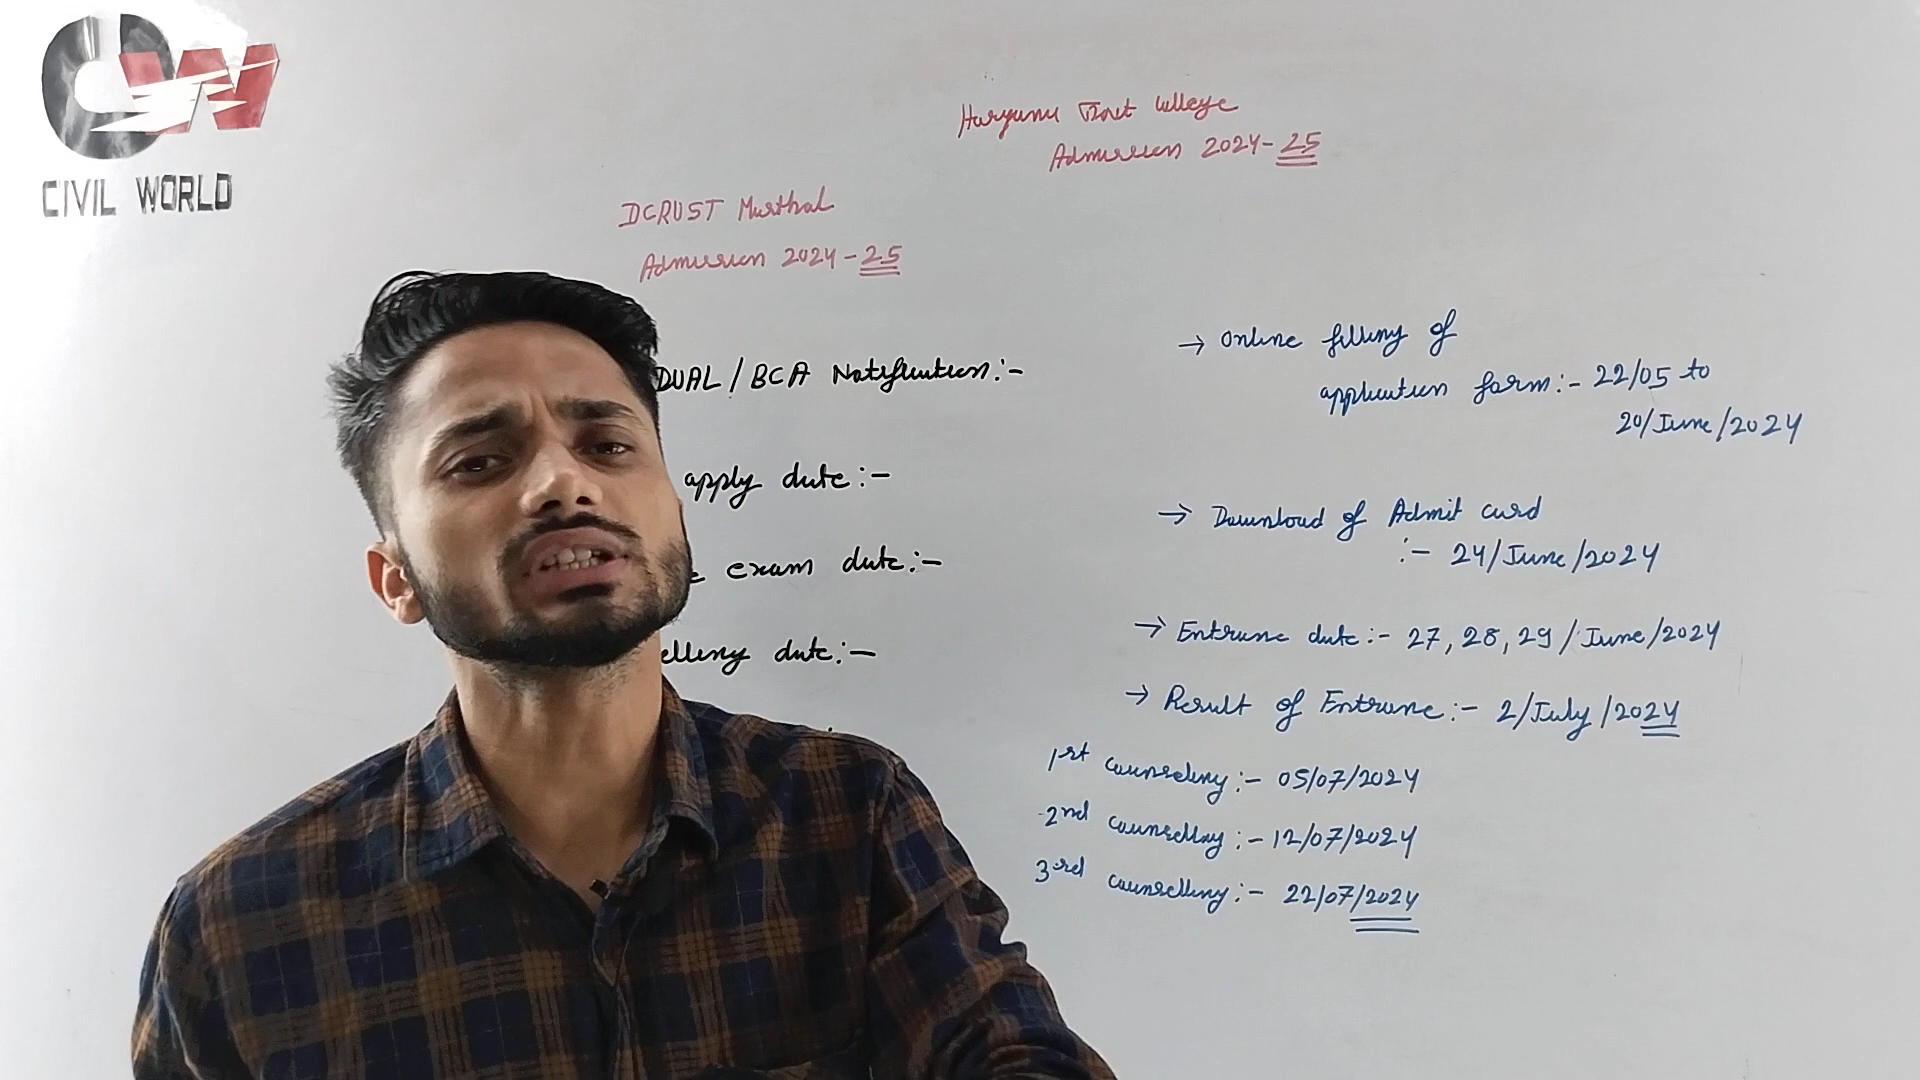 CW
CIVIL WORLD
Haryana Govt College
Admission 2024-25
DCRUST Murthal
Admission 2024-25
DUAL/BCA Notification:-
apply date:-
exam date:-
elling date:-
→ Online filling of
application form:- 22/05 to
20/June/2024
→ Download of Admit card
:- 24/June/2024
→ Entrance date:- 27, 28, 29/June/2024
→ Result of Entrance:- 2/July/2024
1st counseling:- 05/07/2024
2nd counselling:- 12/07/2024
3rd counselling:- 22/07/2024